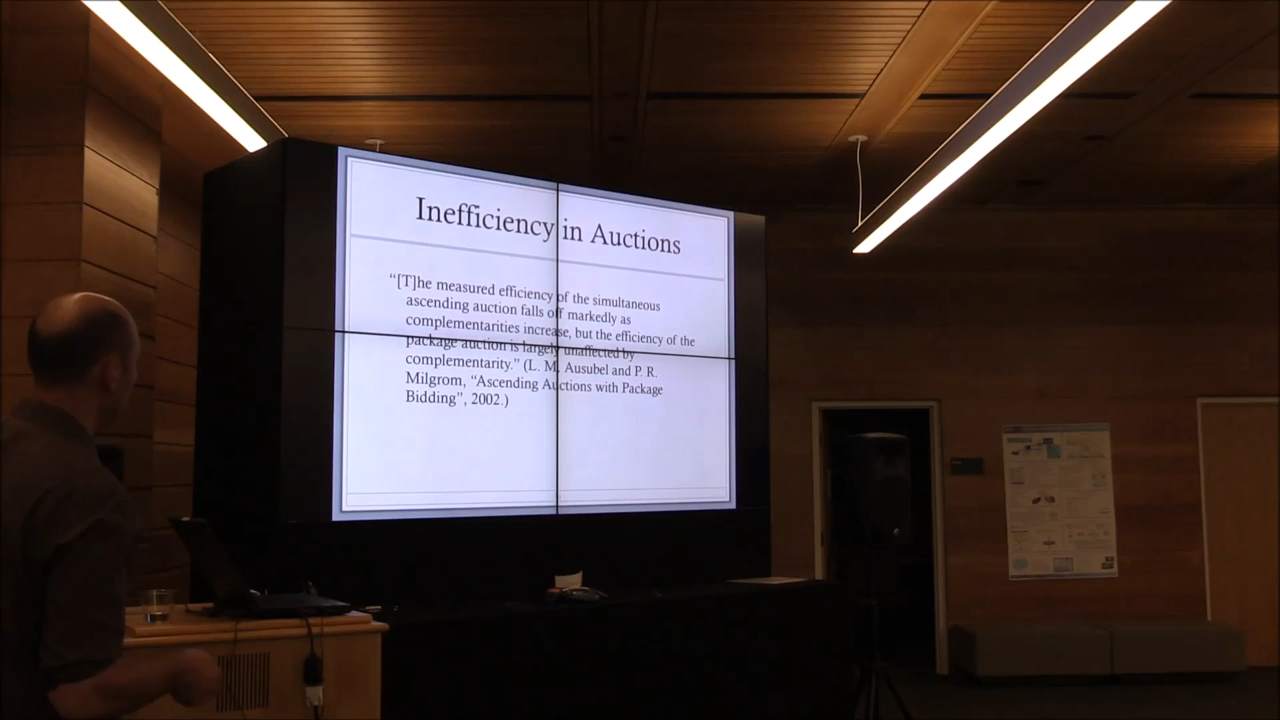 Inefficiency in Auctions
“[T]he measured efficiency of the simultaneous
ascending auction falls off markedly as
complementarities increase, but the efficiency of the
package auction is largely unaffected by
complementarity.” (L. M. Ausubel and P. R.
Milgrom, “Ascending Auctions with Package
Bidding”, 2002.)